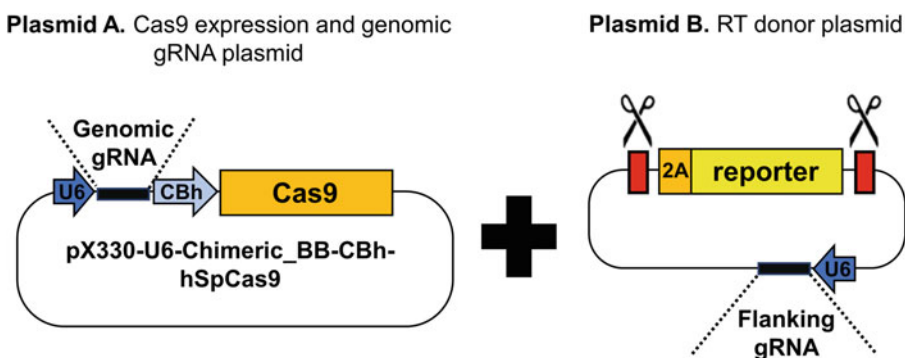 Plasmid A. Cas9 expression and genomic
gRNA plasmid
Genomic
gRNA
U6
CBh
Cas9
pX330-U6-Chimeric_BB-CBh-
hSpCas9
Plasmid B. RT donor plasmid
2A
reporter
U6
Flanking
gRNA